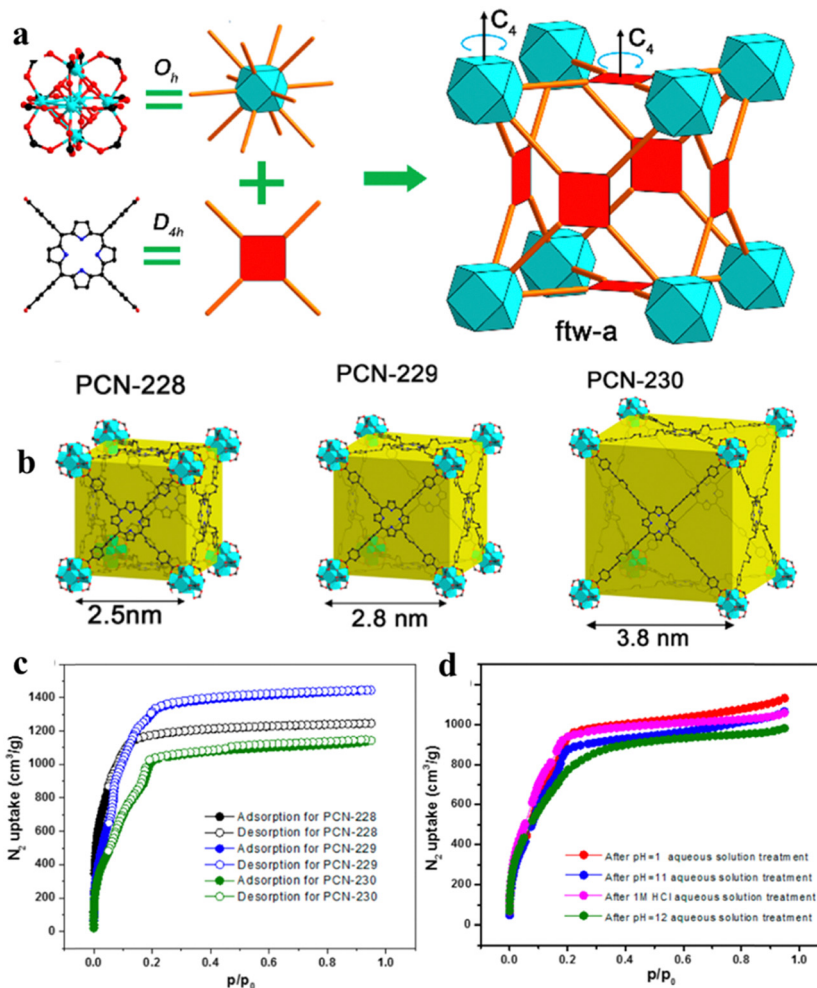 a
O_h
D_4h
C_4
C_4
ftw-a
PCN-228
PCN-229
PCN-230
b
2.5nm
2.8 nm
3.8 nm
c
N_2 uptake (cm³/g)
1400
1200
1000
800
600
400
200
0
0.0 0.2 0.4 0.6 0.8 1.0
p/p_0
Adsorption for PCN-228
Desorption for PCN-228
Adsorption for PCN-229
Desorption for PCN-229
Adsorption for PCN-230
Desorption for PCN-230
d
N_2 uptake (cm³/g)
1000
800
600
400
200
0
0.0 0.2 0.4 0.6 0.8 1.0
p/p_0
After pH=1 aqueous solution treatment
After pH=11 aqueous solution treatment
After 1M HCl aqueous solution treatment
After pH=12 aqueous solution treatment